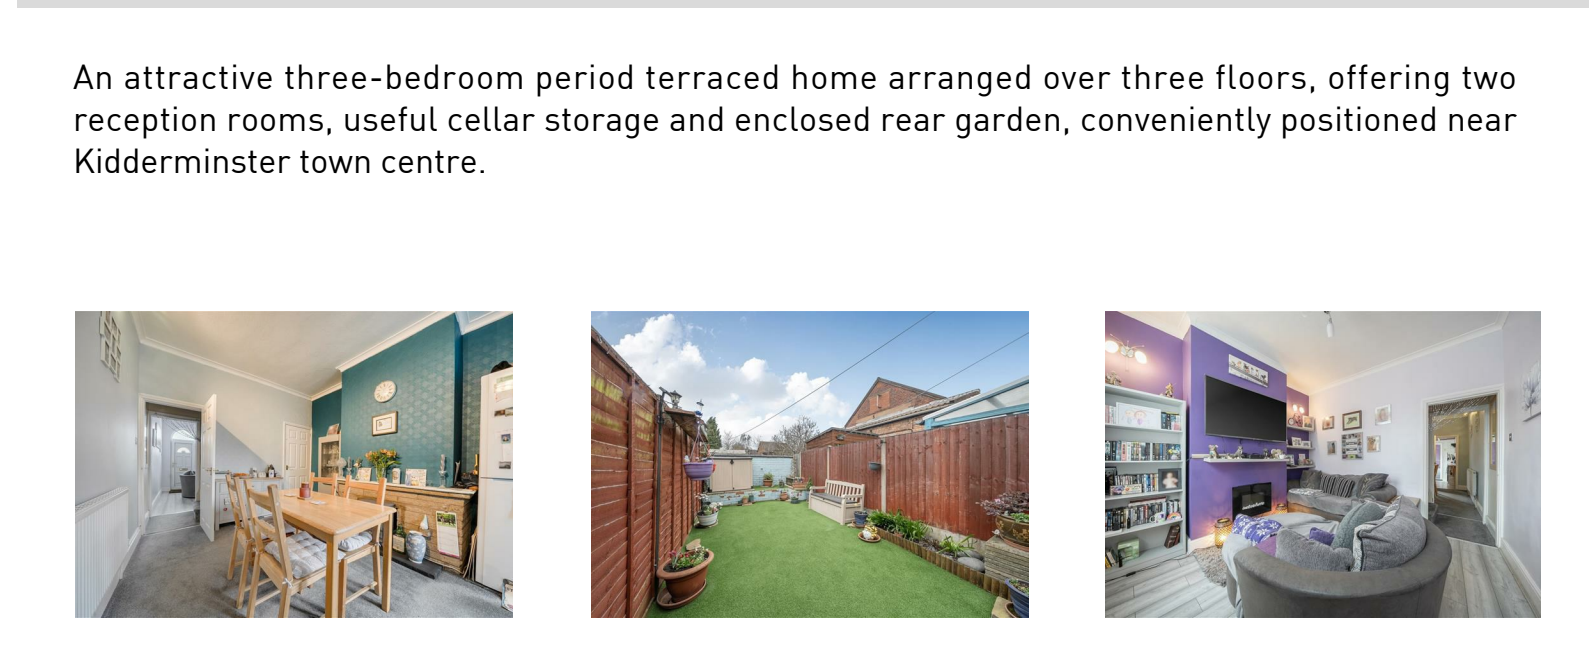 An attractive three-bedroom period terraced home arranged over three floors, offering two
reception rooms, useful cellar storage and enclosed rear garden, conveniently positioned near
Kidderminster town centre.